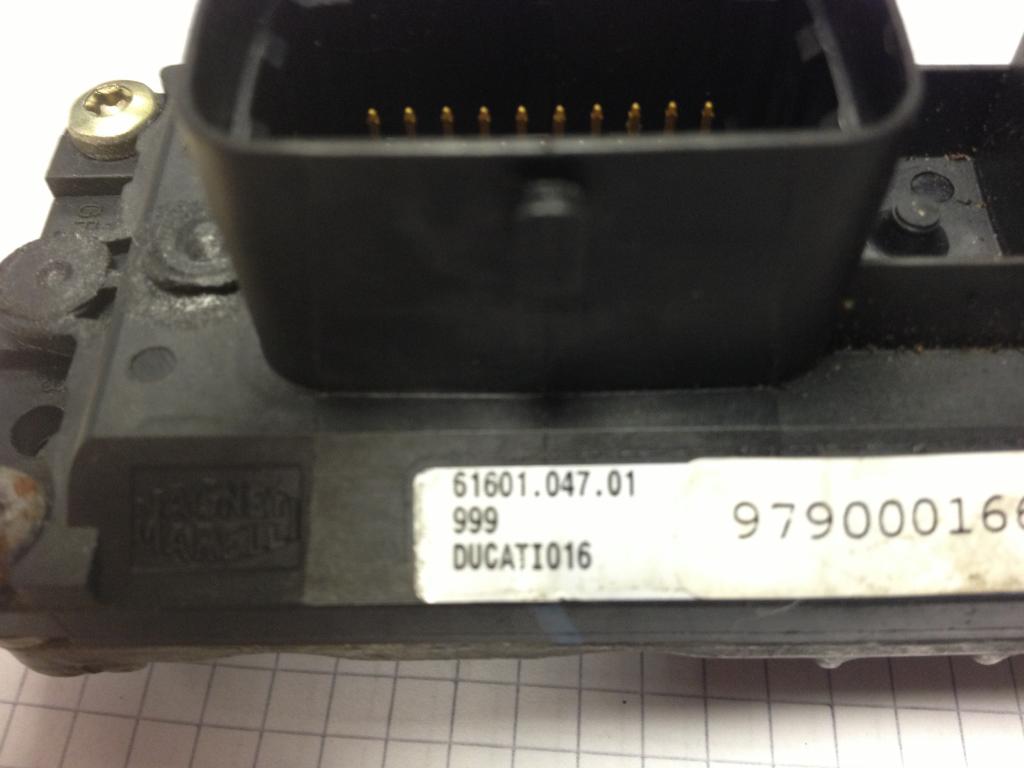 MAGNETI
MARELLI
61601.047.01
999
DUCATI016
97900016